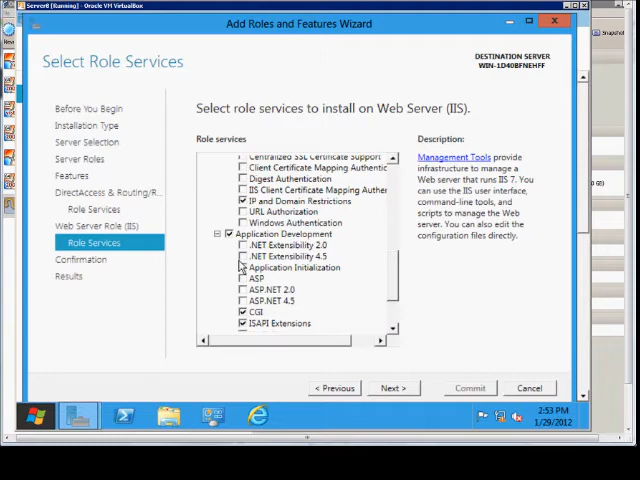 Server8 [Running] - Oracle VM VirtualBox
Add Roles and Features Wizard
Snapshot
New
Select Role Services
DESTINATION SERVER
WIN-1D40BFNEHFF
Before You Begin
Installation Type
Server Selection
Server Roles
Features
DirectAccess & Routing/R...
Role Services
Web Server Role (IIS)
Role Services
Confirmation
Results
Select role services to install on Web Server (IIS).
Role services
Centralized SSL Certificate Support
Client Certificate Mapping Authentic
Digest Authentication
IIS Client Certificate Mapping Authen
IP and Domain Restrictions
URL Authorization
Windows Authentication
Application Development
.NET Extensibility 2.0
.NET Extensibility 4.5
Application Initialization
ASP
ASP.NET 2.0
ASP.NET 4.5
CGI
ISAPI Extensions
Description:
Management Tools provide
infrastructure to manage a
Web server that runs IIS 7. You
can use the IIS user interface,
command-line tools, and
scripts to manage the Web
server. You can also edit the
configuration files directly.
GB)
< Previous
Next >
Commit
Cancel
2:53 PM
1/29/2012